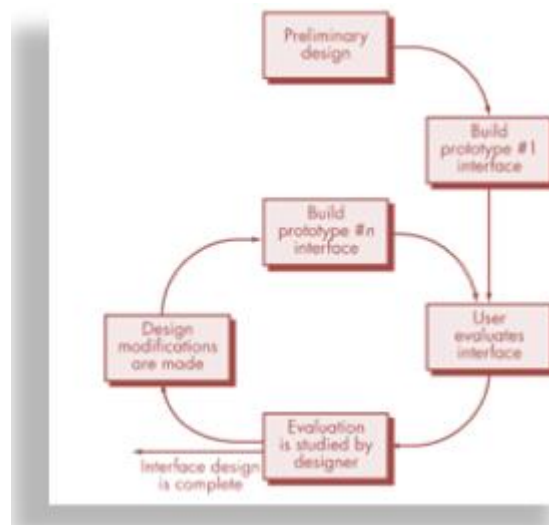 Preliminary
design
Build
prototype #1
interface
Build
prototype #n
interface
User
evaluates
interface
Design
modifications
are made
Evaluation
is studied by
designer
Interface design
is complete